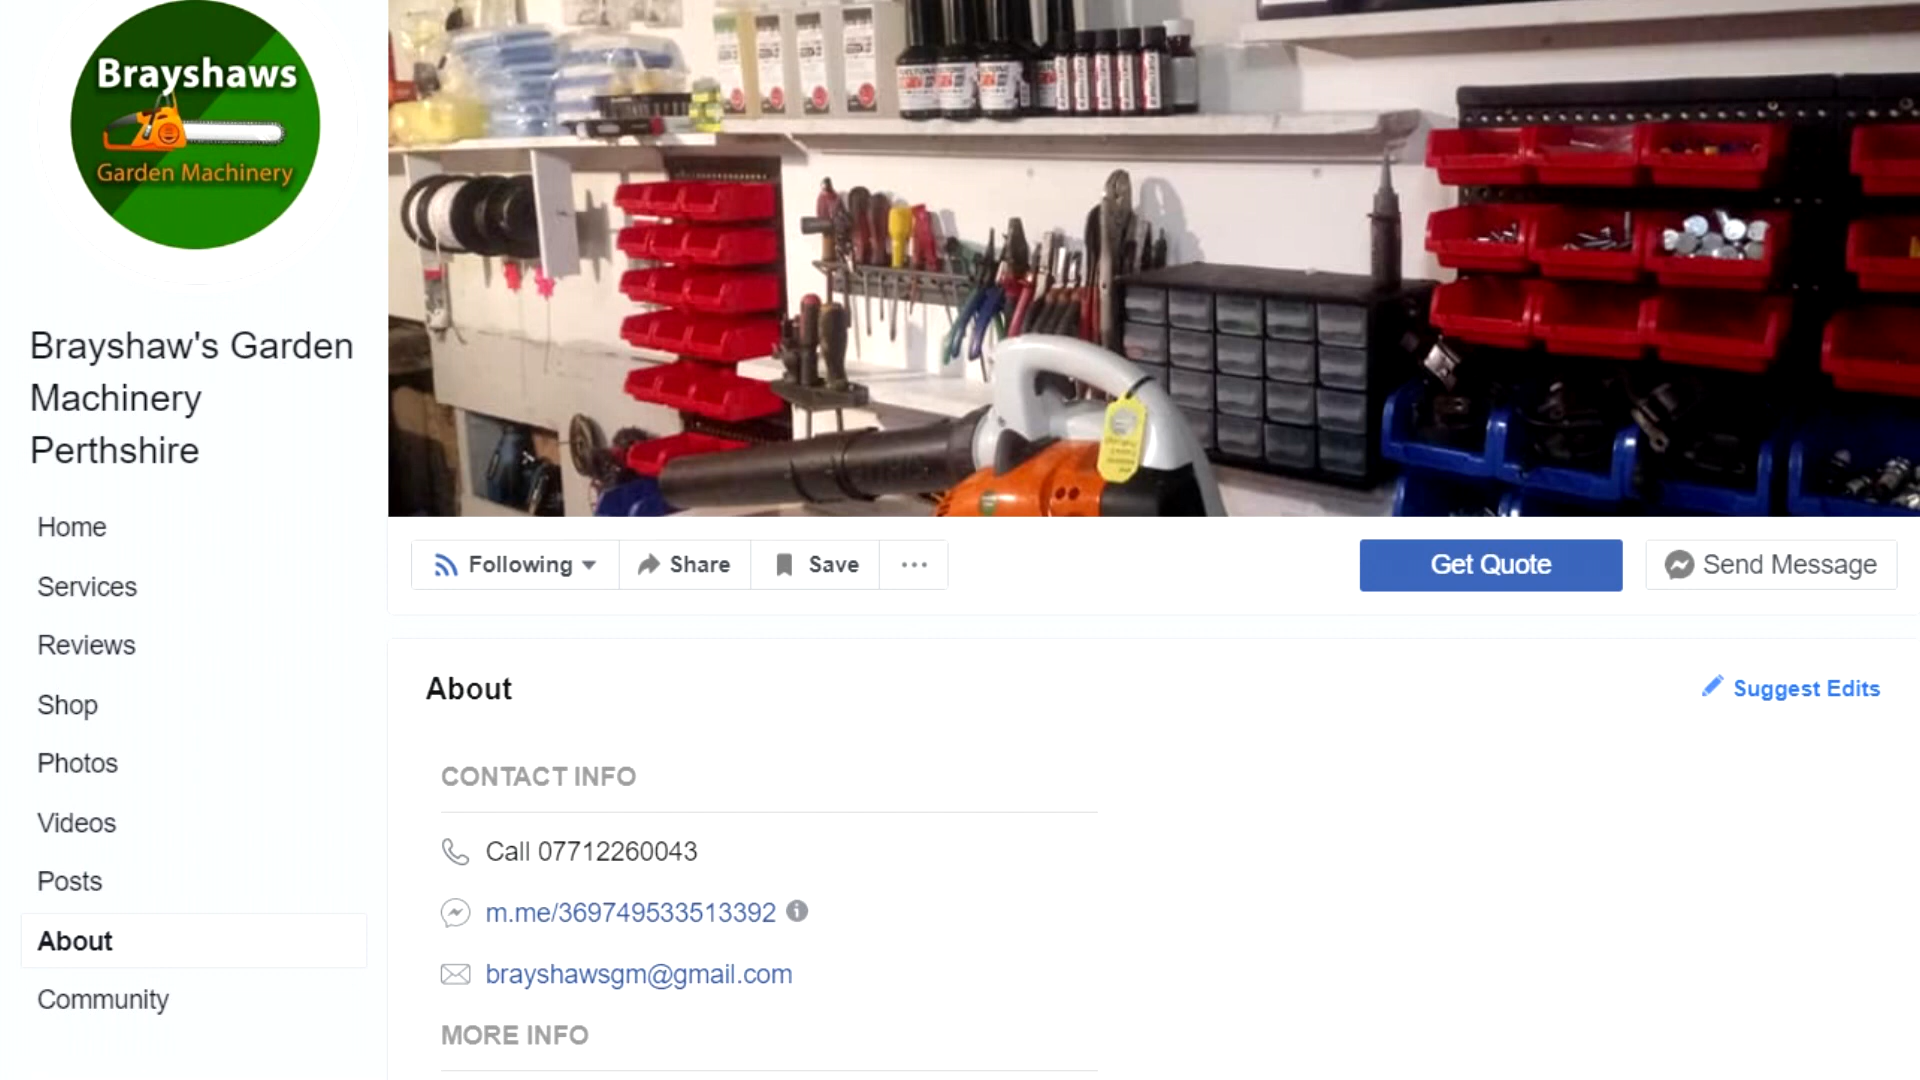 Brayshaws
Garden Machinery
Brayshaw's Garden
Machinery
Perthshire
Home
Services
Reviews
Shop
Photos
Videos
Posts
About
Community
Following
Share
Save
Get Quote
Send Message
About
Suggest Edits
CONTACT INFO
Call 07712260043
m.me/369749533513392
brayshawsgm@gmail.com
MORE INFO